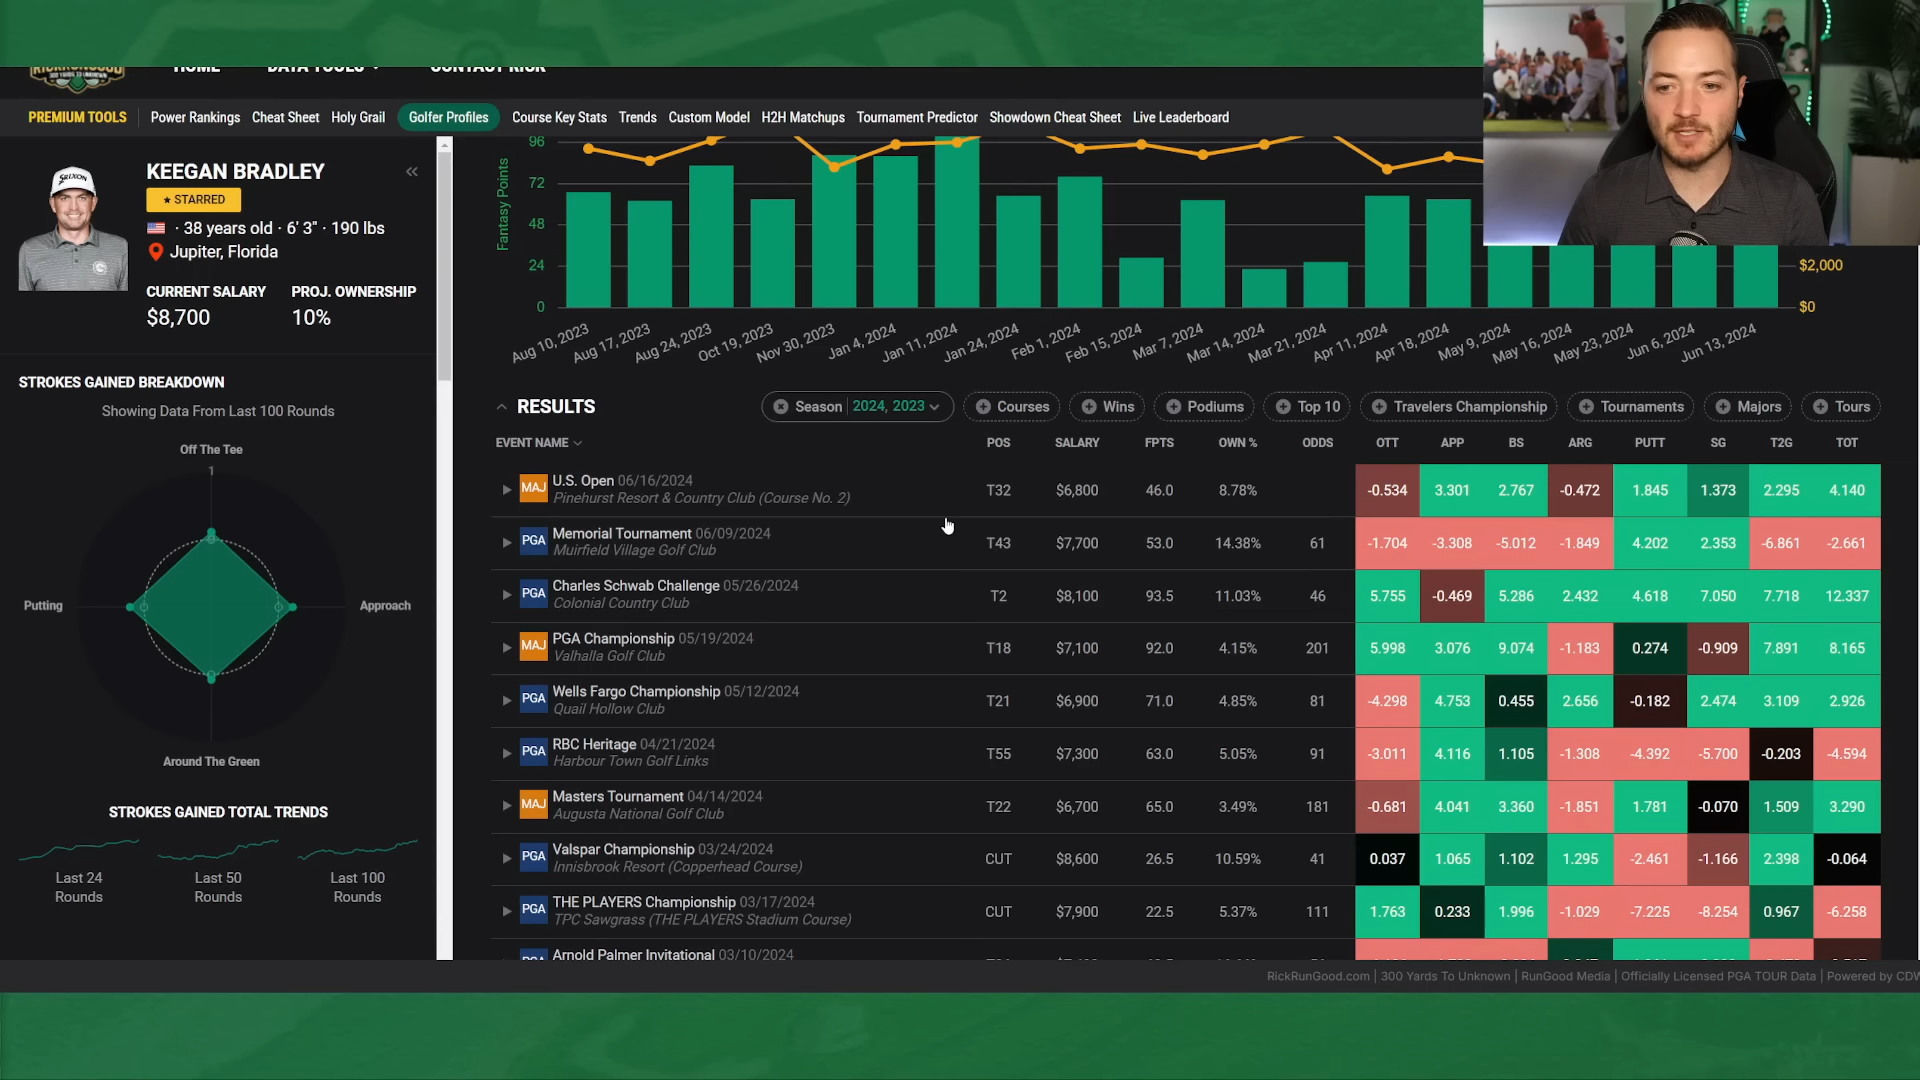 RICKRUNGOOD
300 YARDS TO UNKNOWN
HOME DATA TOOLS CONTACT RICK
PREMIUM TOOLS Power Rankings Cheat Sheet Holy Grail Golfer Profiles Course Key Stats Trends Custom Model H2H Matchups Tournament Predictor Showdown Cheat Sheet Live Leaderboard
SRIXON
KEEGAN BRADLEY
★ STARRED
· 38 years old · 6' 3" · 190 lbs
Jupiter, Florida
CURRENT SALARY PROJ. OWNERSHIP
$8,700 10%
STROKES GAINED BREAKDOWN
Showing Data From Last 100 Rounds
Off The Tee
1
0
0 0
0
Putting Approach
Around The Green
STROKES GAINED TOTAL TRENDS
Last 24 Rounds
Last 50 Rounds
Last 100 Rounds
Fantasy Points
96
72
48
24 $2,000
0 $0
Aug 10, 2023 Aug 17, 2023 Aug 24, 2023 Oct 19, 2023 Nov 30, 2023 Jan 4, 2024 Jan 11, 2024 Jan 24, 2024 Feb 1, 2024 Feb 15, 2024 Mar 7, 2024 Mar 14, 2024 Mar 21, 2024 Apr 11, 2024 Apr 18, 2024 May 9, 2024 May 16, 2024 May 23, 2024 Jun 6, 2024 Jun 13, 2024
RESULTS Season 2024, 2023 Courses Wins Podiums Top 10 Travelers Championship Tournaments Majors Tours
EVENT NAME POS SALARY FPTS OWN % ODDS OTT APP BS ARG PUTT SG T2G TOT
MAJ U.S. Open 06/16/2024 T32 $6,800 46.0 8.78% -0.534 3.301 2.767 -0.472 1.845 1.373 2.295 4.140
Pinehurst Resort & Country Club (Course No. 2)
PGA Memorial Tournament 06/09/2024 T43 $7,700 53.0 14.38% 61 -1.704 -3.308 -5.012 -1.849 4.202 2.353 -6.861 -2.661
Muirfield Village Golf Club
PGA Charles Schwab Challenge 05/26/2024 T2 $8,100 93.5 11.03% 46 5.755 -0.469 5.286 2.432 4.618 7.050 7.718 12.337
Colonial Country Club
MAJ PGA Championship 05/19/2024 T18 $7,100 92.0 4.15% 201 5.998 3.076 9.074 -1.183 0.274 -0.909 7.891 8.165
Valhalla Golf Club
PGA Wells Fargo Championship 05/12/2024 T21 $6,900 71.0 4.85% 81 -4.298 4.753 0.455 2.656 -0.182 2.474 3.109 2.926
Quail Hollow Club
PGA RBC Heritage 04/21/2024 T55 $7,300 63.0 5.05% 91 -3.011 4.116 1.105 -1.308 -4.392 -5.700 -0.203 -4.594
Harbour Town Golf Links
MAJ Masters Tournament 04/14/2024 T22 $6,700 65.0 3.49% 181 -0.681 4.041 3.360 -1.851 1.781 -0.070 1.509 3.290
Augusta National Golf Club
PGA Valspar Championship 03/24/2024 CUT $8,600 26.5 10.59% 41 0.037 1.065 1.102 1.295 -2.461 -1.166 2.398 -0.064
Innisbrook Resort (Copperhead Course)
PGA THE PLAYERS Championship 03/17/2024 CUT $7,900 22.5 5.37% 111 1.763 0.233 1.996 -1.029 -7.225 -8.254 0.967 -6.258
TPC Sawgrass (THE PLAYERS Stadium Course)
PGA Arnold Palmer Invitational 03/10/2024
RickRunGood.com | 300 Yards To Unknown | RunGood Media | Officially Licensed PGA TOUR Data | Powered by CDW